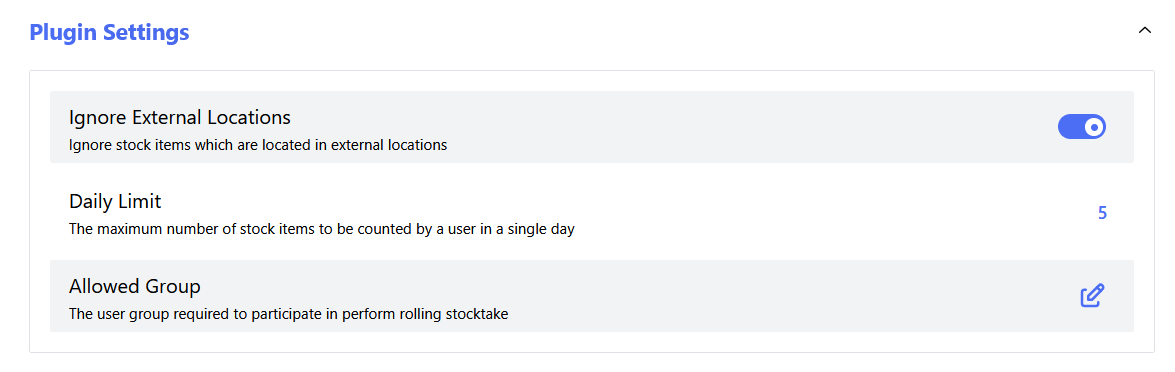 Plugin Settings
Ignore External Locations
Ignore stock items which are located in external locations
Daily Limit
5
The maximum number of stock items to be counted by a user in a single day
Allowed Group
The user group required to participate in perform rolling stocktake